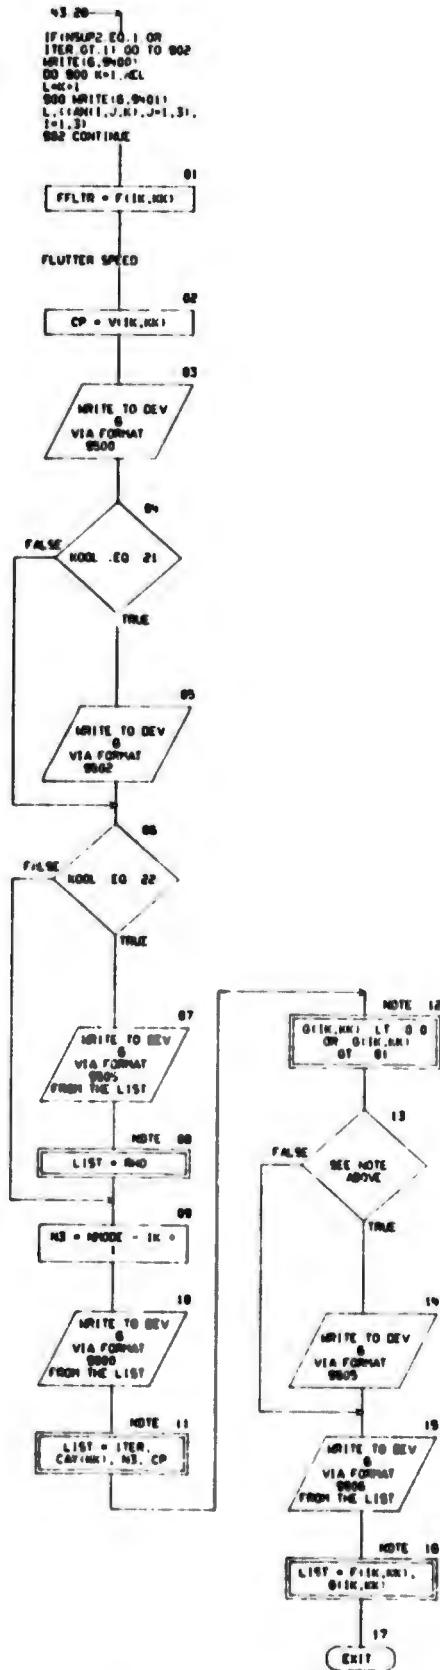 43.20
IF(NSUP2.EQ.1.OR
ITER.GT.1) GO TO 902
WRITE(6,9400)
DO 900 K=1,NEL
L=K+1
900 WRITE(6,9401)
L,((AN(I,J,K),J=1,3),
I=1,3)
902 CONTINUE
01
FFLTR = F(IK,KK)
FLUTTER SPEED
02
CP = V(IK,KK)
03
WRITE TO DEV
6
VIA FORMAT
9500
04
KOOL .EQ. 21
FALSE
TRUE
05
WRITE TO DEV
6
VIA FORMAT
9502
06
FALSE
KOOL .EQ. 22
TRUE
07
WRITE TO DEV
6
VIA FORMAT
FROM THE LIST
NOTE 08
LIST = RHO
09
N3 = NMODE - IK +
1
10
WRITE TO DEV
6
VIA FORMAT
FROM THE LIST
NOTE 11
LIST = ITER,
CAY(KK), N3, CP
NOTE 12
G(IK,KK) .LT. 0.0
.OR. G(IK,KK)
.GT. .01
13
FALSE
SEE NOTE
ABOVE
TRUE
14
WRITE TO DEV
6
VIA FORMAT
9505
15
WRITE TO DEV
6
VIA FORMAT
FROM THE LIST
NOTE 16
LIST = F(IK,KK),
G(IK,KK)
17
EXIT